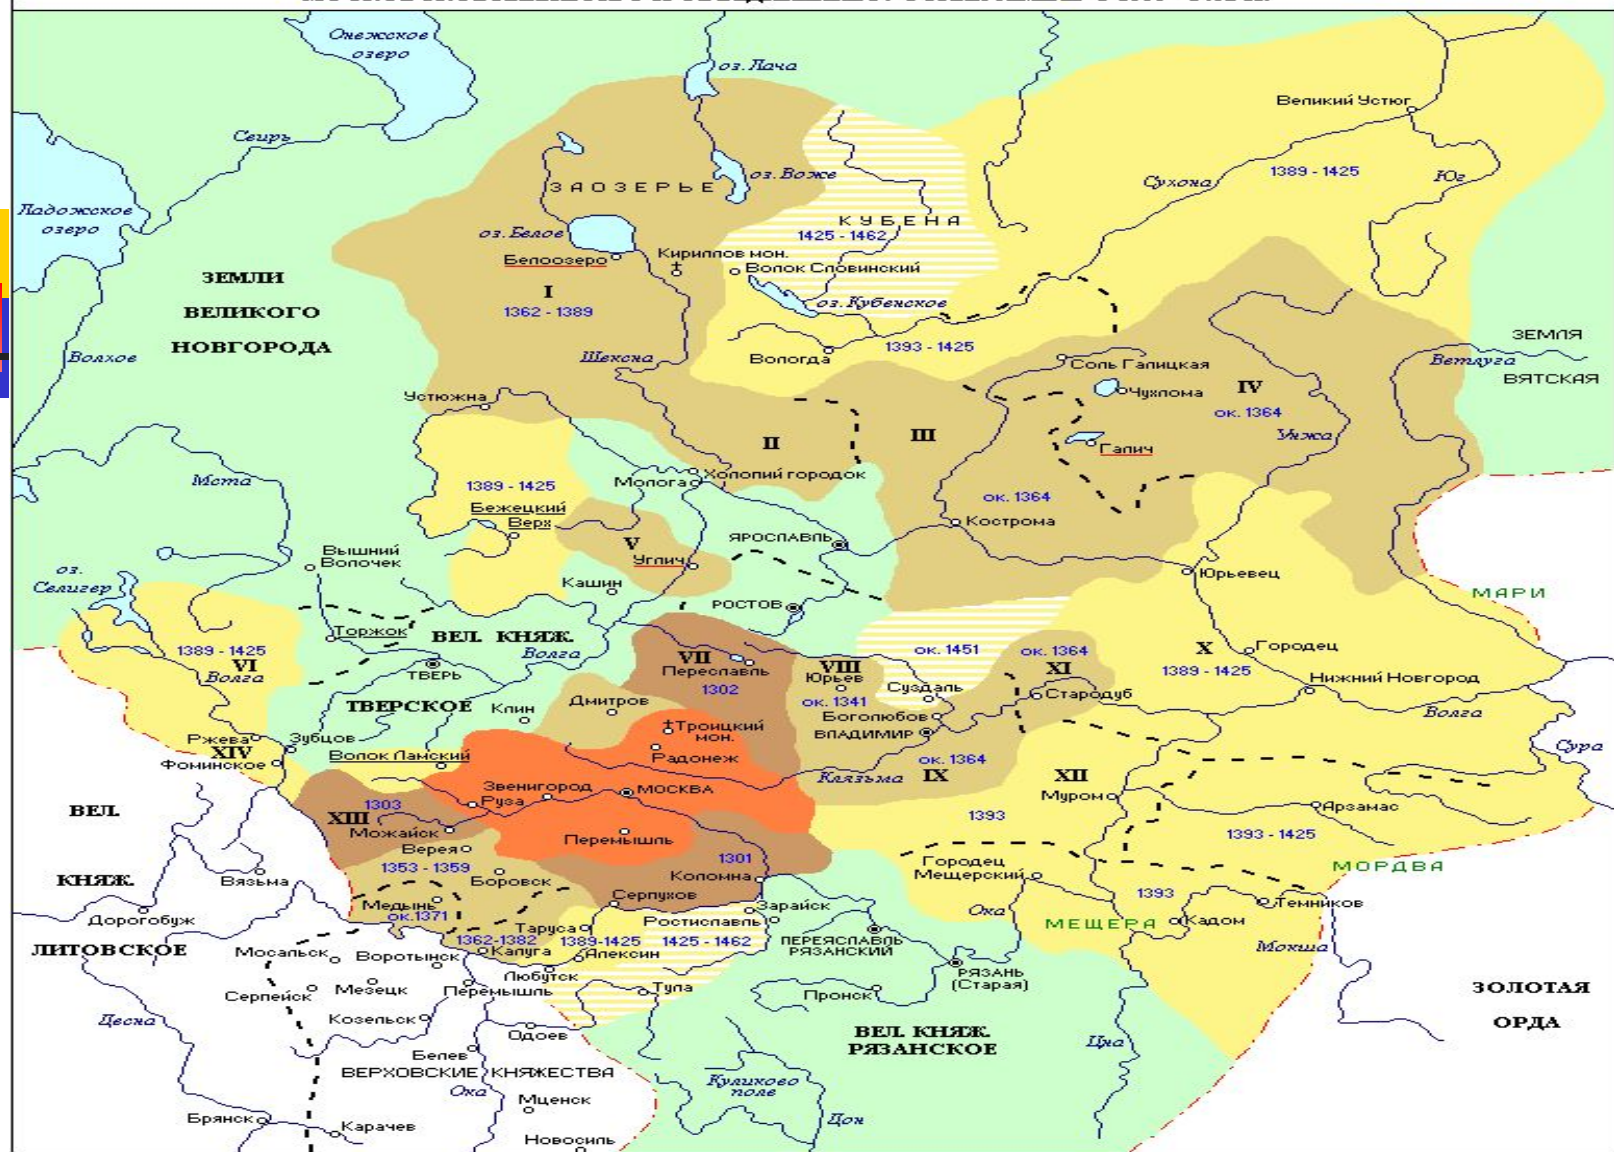 Онежское
озеро
оз. Лача
Великий Устюг
Свирь
ЗАОЗЕРЬЕ
оз. Воже
Сухона
1389 - 1425
Юг
Ладожское
озеро
КУБЕНА
1425 - 1462
оз. Белое
Белоозеро
Кириллов мон.
Волок Словинский
ЗЕМЛИ
ВЕЛИКОГО
НОВГОРОДА
I
1362 - 1389
оз. Кубенское
Волхов
Шексна
Вологда
1393 - 1425
ЗЕМЛЯ
ВЯТСКАЯ
Ветлуга
Соль Галицкая
Чухлома
IV
ок. 1364
Унжа
Устюжна
II
III
Галич
Молога
Холопий городок
Мста
1389 - 1425
Бежецкий
Верх
ок. 1364
Кострома
V
Углич
ЯРОСЛАВЛЬ
Вышний
Волочек
оз.
Селигер
Кашин
Юрьевец
РОСТОВ
МАРИ
Торжок
ВЕЛ. КНЯЖ.
Волга
1389 - 1425
VI
Волга
ТВЕРЬ
VII
Переславль
1302
VIII
Юрьев
ок. 1341
ок. 1451
ок. 1364
XI
X
1389 - 1425
Городец
Суздаль
Стародуб
Нижний Новгород
Волга
ТВЕРСКОЕ
Клин
Дмитров
Боголюбов
ВЛАДИМИР
Троицкий
мон.
Радонеж
Ржева
Зубцов
XIV
Фоминское
Волок Ламский
Сура
Клязьма
ок. 1364
IX
XII
Звенигород
Руза
МОСКВА
Муром
Арзамас
ВЕЛ.
1303
XIII
Можайск
Перемышль
1393
1393 - 1425
Верея
1353 - 1359
Боровск
1301
Коломна
Городец
Мещерский
МОРДВА
КНЯЖ.
Вязьма
Медынь
ок.1371
Серпухов
Зарайск
Ростиславль
Ока
1393
МЕЩЕРА
Кадом
Темников
Дорогобуж
Таруса
1362-1382
1389-1425
1425 - 1462
ПЕРЕЯСЛАВЛЬ
РЯЗАНСКИЙ
Мокша
ЛИТОВСКОЕ
Мосальск
Воротынск
Калуга
Алексин
Любутск
РЯЗАНЬ
(Старая)
Серпейск
Мезецк
Перемышль
Тула
Пронск
ЗОЛОТАЯ
ОРДА
Десна
Козельск
Одоев
ВЕЛ. КНЯЖ.
РЯЗАНСКОЕ
Цна
Белев
ВЕРХОВСКИЕ КНЯЖЕСТВА
Ока
Куликово
поле
Дон
Мценск
Брянск
Карачев
Новосиль